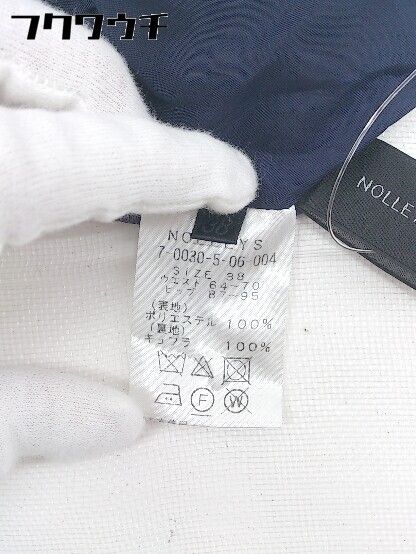 フクウケ
38
NOLLEYS
7-0030-5-06-004
SIZE 38
ウエスト 64-70
ヒップ 87-95
(表地)
ポリエステル 100%
(裏地)
キュプラ 100%
F W
NOLLEY